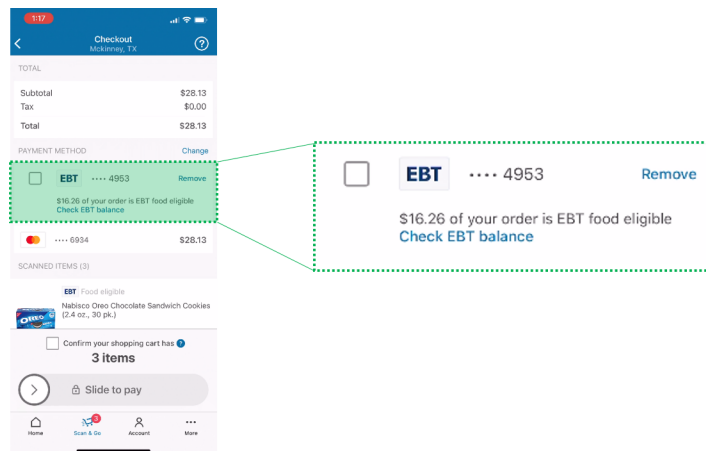 1:17
Checkout
Mckinney, TX
TOTAL
Subtotal $28.13
Tax $0.00
Total $28.13
PAYMENT METHOD Change
EBT •••• 4953 Remove
$16.26 of your order is EBT food eligible
Check EBT balance
•••• 6934 $28.13
SCANNED ITEMS (3)
EBT Food eligible
Nabisco Oreo Chocolate Sandwich Cookies
(2.4 oz., 30 pk.)
OREO
Confirm your shopping cart has ?
3 items
Slide to pay
3
Home Scan & Go Account More
EBT •••• 4953 Remove
$16.26 of your order is EBT food eligible
Check EBT balance